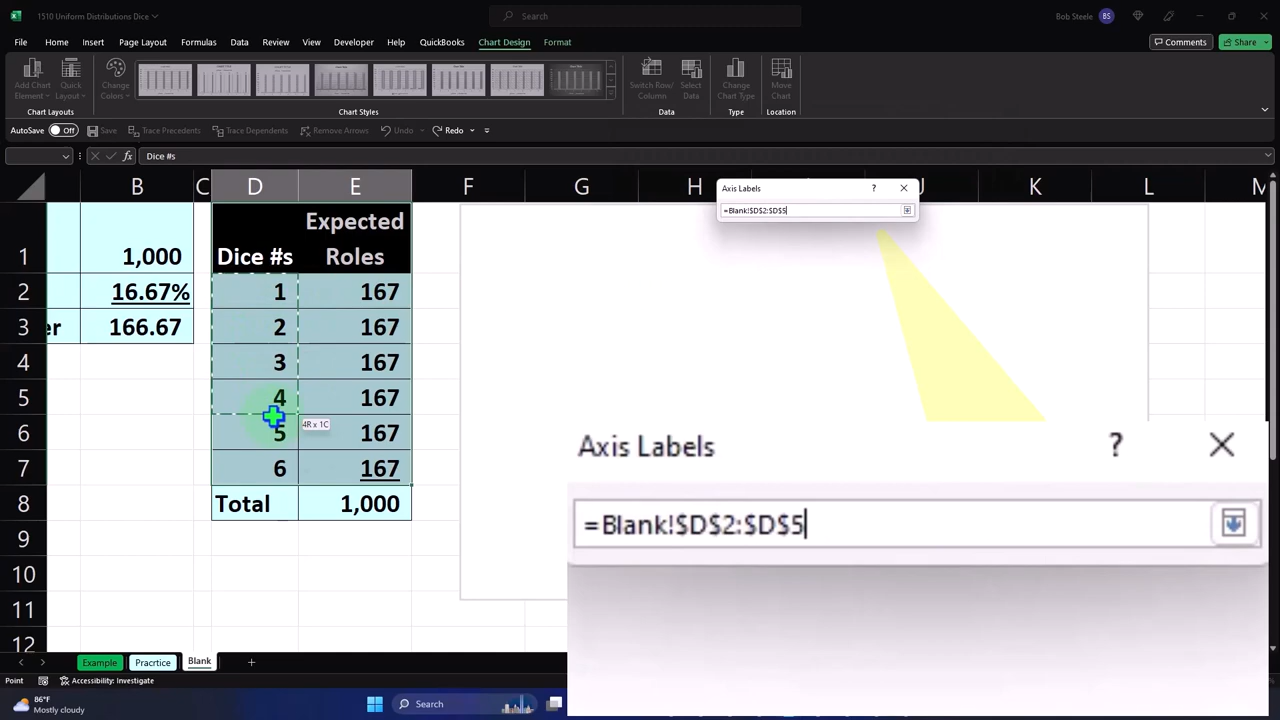 1510 Uniform Distributions Dice
Search
Bob Steele
BS
File
Home
Insert
Page Layout
Formulas
Data
Review
View
Developer
Help
QuickBooks
Chart Design
Format
Comments
Share
Add Chart
Element
Quick
Layout
Change
Colors
Switch Row/
Column
Select
Data
Change
Chart Type
Move
Chart
Chart Layouts
Chart Styles
Data
Type
Location
AutoSave
Off
Save
Trace Precedents
Trace Dependents
Remove Arrows
Undo
Redo
fx
Dice #s
B
C
D
E
F
G
H
J
K
L
M
Axis Labels
?
=Blank!$D$2:$D$5
1
1,000
Dice #s
Expected
Roles
2
16.67%
1
167
3
er
166.67
2
167
4
3
167
5
4
167
4R x 1C
6
5
167
7
6
167
8
Total
1,000
9
10
11
12
Axis Labels
?
=Blank!$D$2:$D$5
Example
Pracrtice
Blank
Point
Accessibility: Investigate
86°F
Mostly cloudy
Search